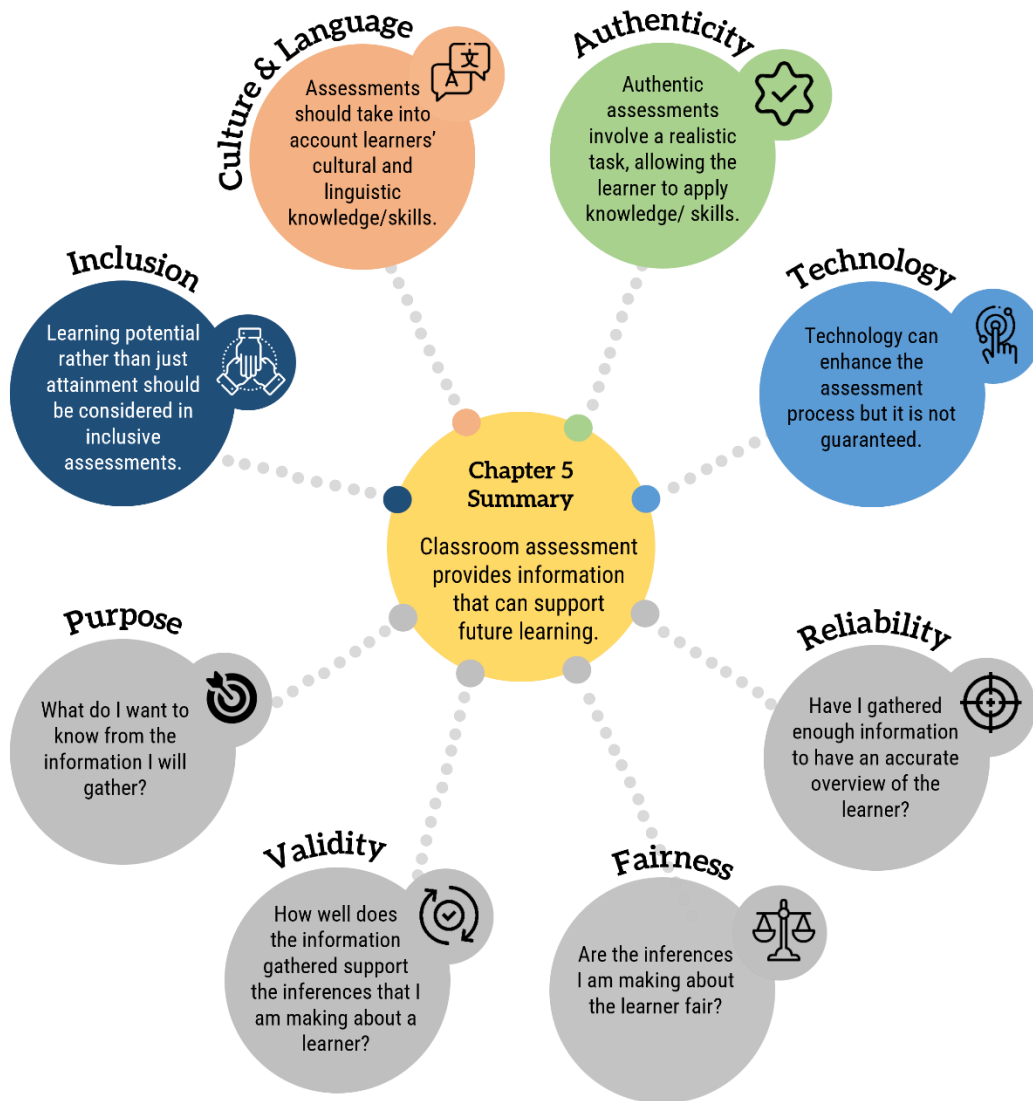 Culture & Language
Assessments
should take into
account learners'
cultural and
linguistic
knowledge/skills.
文
A
Authenticity
Authentic
assessments
involve a realistic
task, allowing the
learner to apply
knowledge/ skills.
Inclusion
Learning potential
rather than just
attainment should
be considered in
inclusive
assessments.
Technology
Technology can
enhance the
assessment
process but it is not
guaranteed.
Chapter 5
Summary
Classroom assessment
provides information
that can support
future learning.
Purpose
What do I want to
know from the
information I will
gather?
Reliability
Have I gathered
enough information
to have an accurate
overview of the
learner?
Validity
How well does
the information
gathered support
the inferences that I
am making about a
learner?
Fairness
Are the inferences
I am making about
the learner fair?